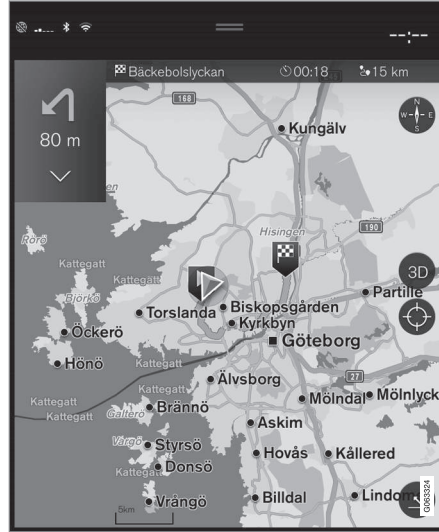 --:--
Bäckebolslyckan 00:18 15 km
80 m
168
Kungälv
N
W E
S
Hisingen
190
Rörö
Kattegatt
Kattegatt
3D
Björkö
Partille
Torslanda
Biskopsgården
Öckerö
Kyrkbyn
Göteborg
Hönö
Kattegatt
Älvsborg
27
Kattegatt
Mölndal
Mölnlyck
Kattegatt
Kattegatt
Brännö
Galterö
Askim
Vargö
Styrsö
Hovås
Kållered
Donsö
Kattegatt
Vrångö
Billdal
Lindom
5km
G063324